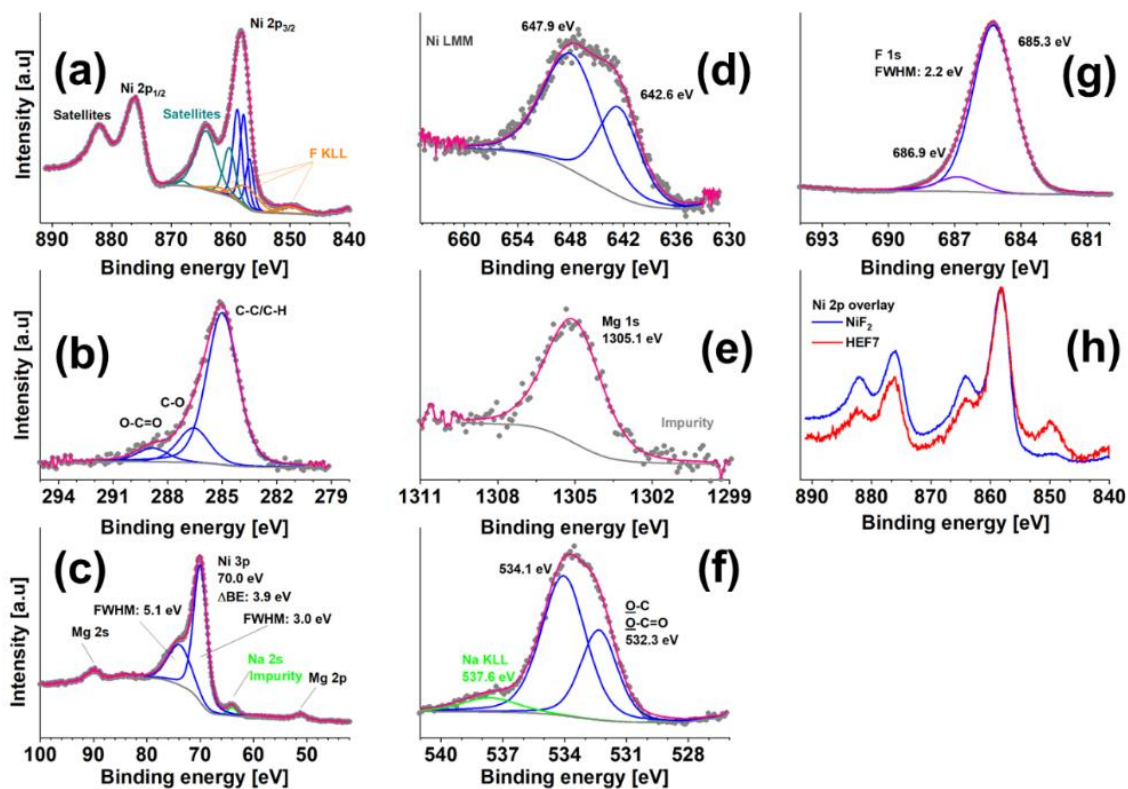 (a)
Ni 2p3/2
Ni 2p1/2
Satellites
Satellites
F KLL
Intensity [a.u]
890 880 870 860 850 840
Binding energy [eV]
(d)
Ni LMM
647.9 eV
642.6 eV
660 654 648 642 636 630
Binding energy [eV]
(g)
F 1s
FWHM: 2.2 eV
685.3 eV
686.9 eV
693 690 687 684 681
Binding energy [eV]
(b)
C-C/C-H
C-O
O-C=O
Intensity [a.u]
294 291 288 285 282 279
Binding energy [eV]
(e)
Mg 1s
1305.1 eV
Impurity
1311 1308 1305 1302 1299
Binding energy [eV]
(h)
Ni 2p overlay
NiF2
HEF7
890 880 870 860 850 840
Binding energy [eV]
(c)
Ni 3p
70.0 eV
ΔBE: 3.9 eV
FWHM: 5.1 eV
FWHM: 3.0 eV
Mg 2s
Na 2s
Impurity
Mg 2p
Intensity [a.u]
100 90 80 70 60 50
Binding energy [eV]
(f)
534.1 eV
O-C
O-C=O
532.3 eV
Na KLL
537.6 eV
540 537 534 531 528
Binding energy [eV]